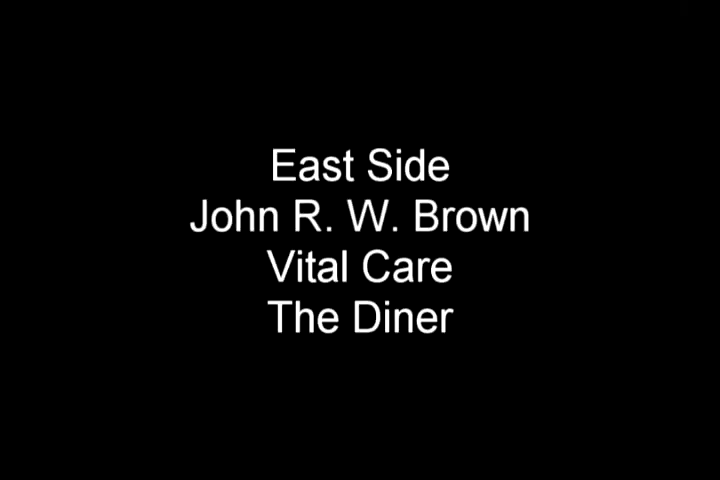 East Side
John R. W. Brown
Vital Care
The Diner